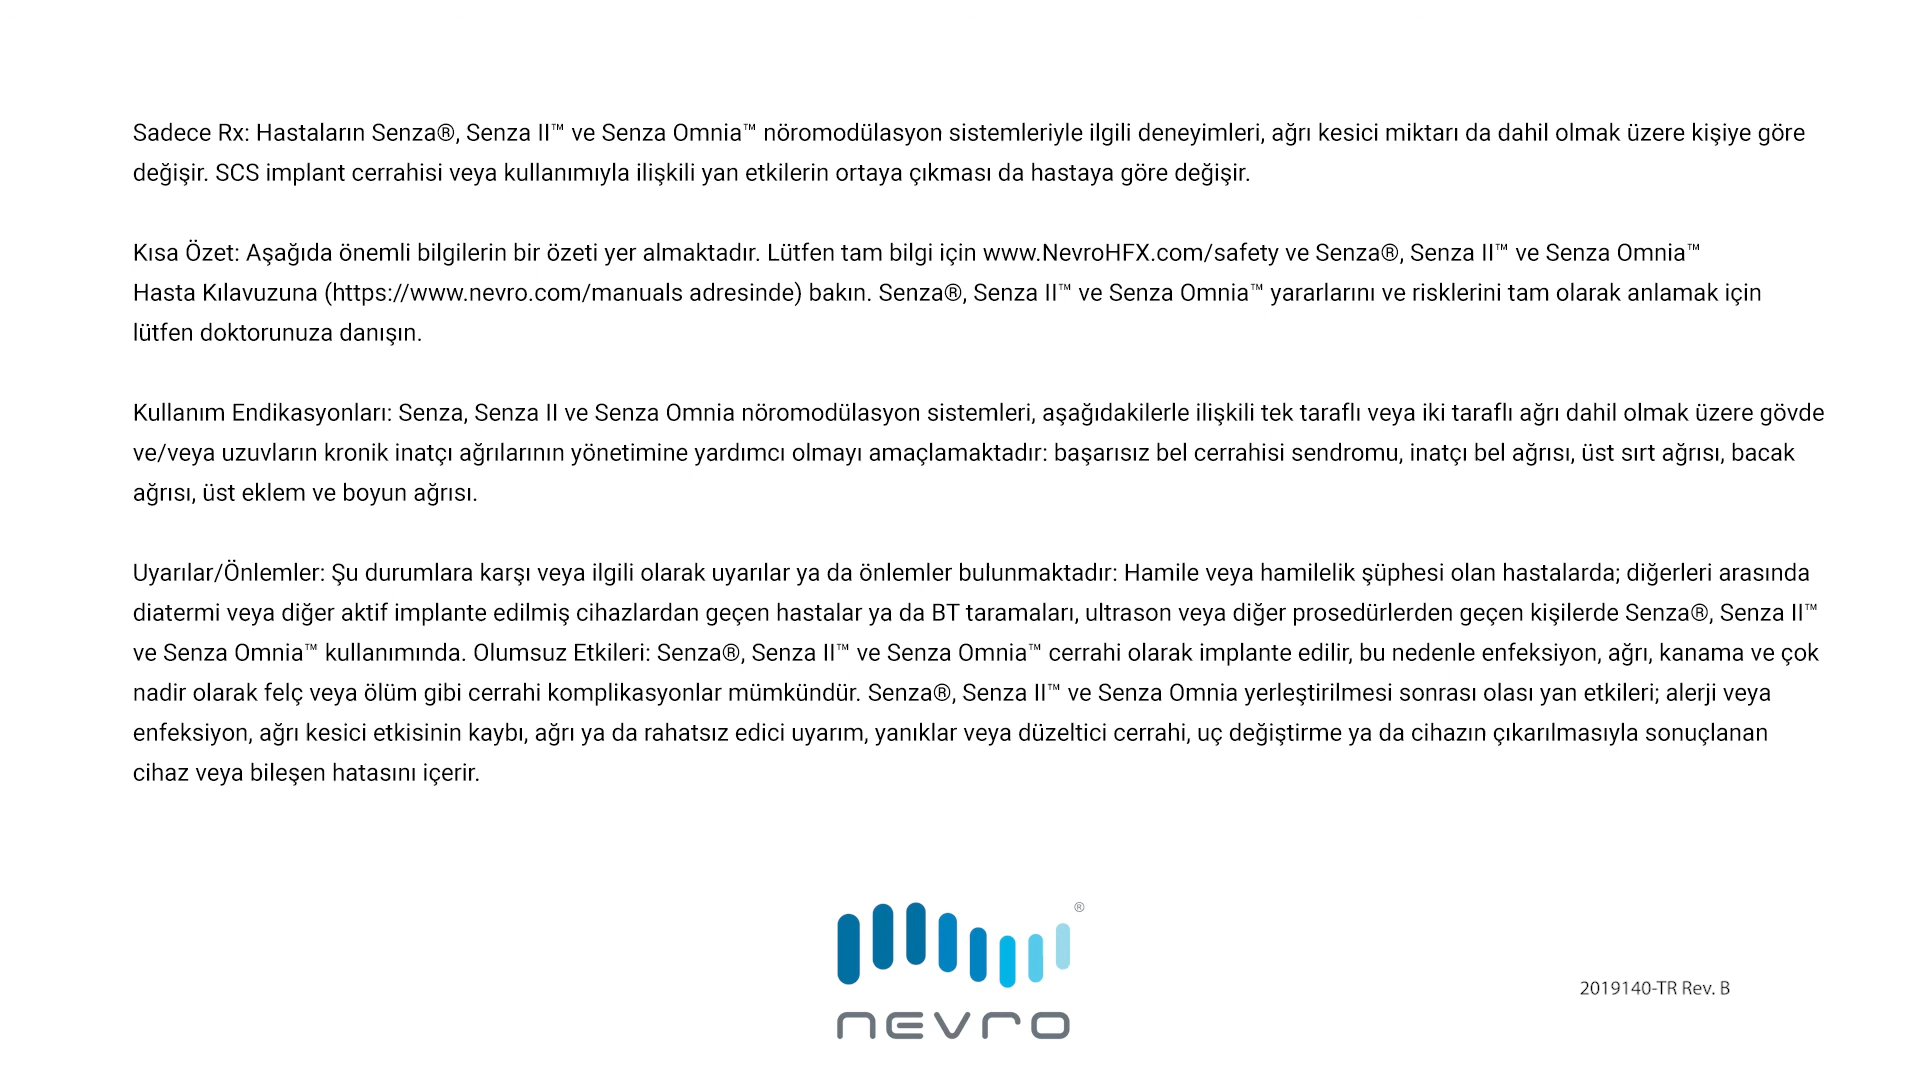 Sadece Rx: Hastaların Senza®, Senza II™ ve Senza Omnia™ nöromodülasyon sistemleriyle ilgili deneyimleri, ağrı kesici miktarı da dahil olmak üzere kişiye göre
değişir. SCS implant cerrahisi veya kullanımıyla ilişkili yan etkilerin ortaya çıkması da hastaya göre değişir.
Kısa Özet: Aşağıda önemli bilgilerin bir özeti yer almaktadır. Lütfen tam bilgi için www.NevroHFX.com/safety ve Senza®, Senza II™ ve Senza Omnia™
Hasta Kılavuzuna (https://www.nevro.com/manuals adresinde) bakın. Senza®, Senza II™ ve Senza Omnia™ yararlarını ve risklerini tam olarak anlamak için
lütfen doktorunuza danışın.
Kullanım Endikasyonları: Senza, Senza II ve Senza Omnia nöromodülasyon sistemleri, aşağıdakilerle ilişkili tek taraflı veya iki taraflı ağrı dahil olmak üzere gövde
ve/veya uzuvların kronik inatçı ağrılarının yönetimine yardımcı olmayı amaçlamaktadır: başarısız bel cerrahisi sendromu, inatçı bel ağrısı, üst sırt ağrısı, bacak
ağrısı, üst eklem ve boyun ağrısı.
Uyarılar/Önlemler: Şu durumlara karşı veya ilgili olarak uyarılar ya da önlemler bulunmaktadır: Hamile veya hamilelik şüphesi olan hastalarda; diğerleri arasında
diatermi veya diğer aktif implante edilmiş cihazlardan geçen hastalar ya da BT taramaları, ultrason veya diğer prosedürlerden geçen kişilerde Senza®, Senza II™
ve Senza Omnia™ kullanımında. Olumsuz Etkileri: Senza®, Senza II™ ve Senza Omnia™ cerrahi olarak implante edilir, bu nedenle enfeksiyon, ağrı, kanama ve çok
nadir olarak felç veya ölüm gibi cerrahi komplikasyonlar mümkündür. Senza®, Senza II™ ve Senza Omnia yerleştirilmesi sonrası olası yan etkileri; alerji veya
enfeksiyon, ağrı kesici etkisinin kaybı, ağrı ya da rahatsız edici uyarım, yanıklar veya düzeltici cerrahi, uç değiştirme ya da cihazın çıkarılmasıyla sonuçlanan
cihaz veya bileşen hatasını içerir.
®
nevro
2019140-TR Rev. B